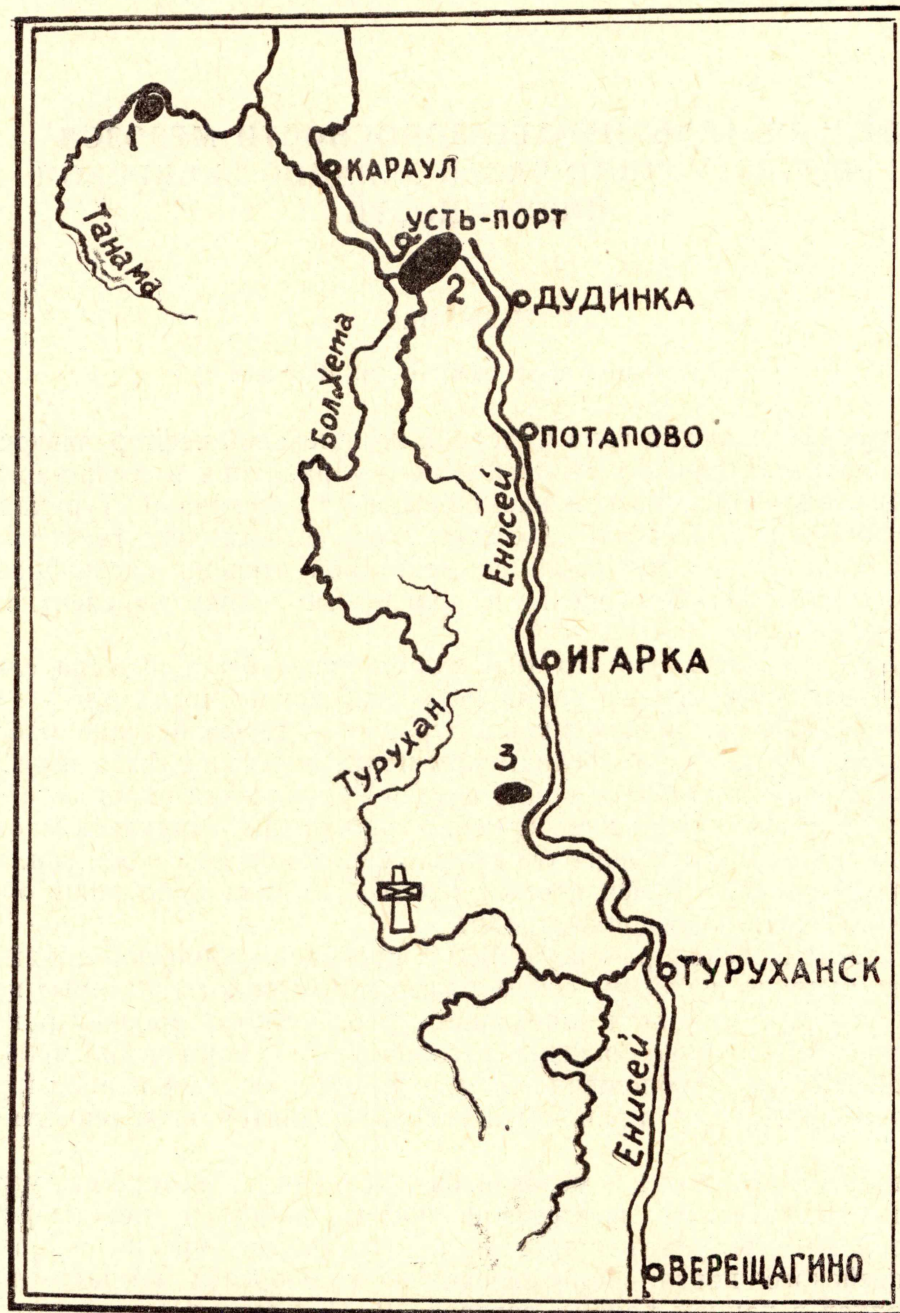 1
КАРАУЛ
УСТЬ-ПОРТ
Танама
2
ДУДИНКА
Бол.Хета
ПОТАПОВО
Енисей
ИГАРКА
Турухан
3
ТУРУХАНСК
Енисей
ВЕРЕЩАГИНО